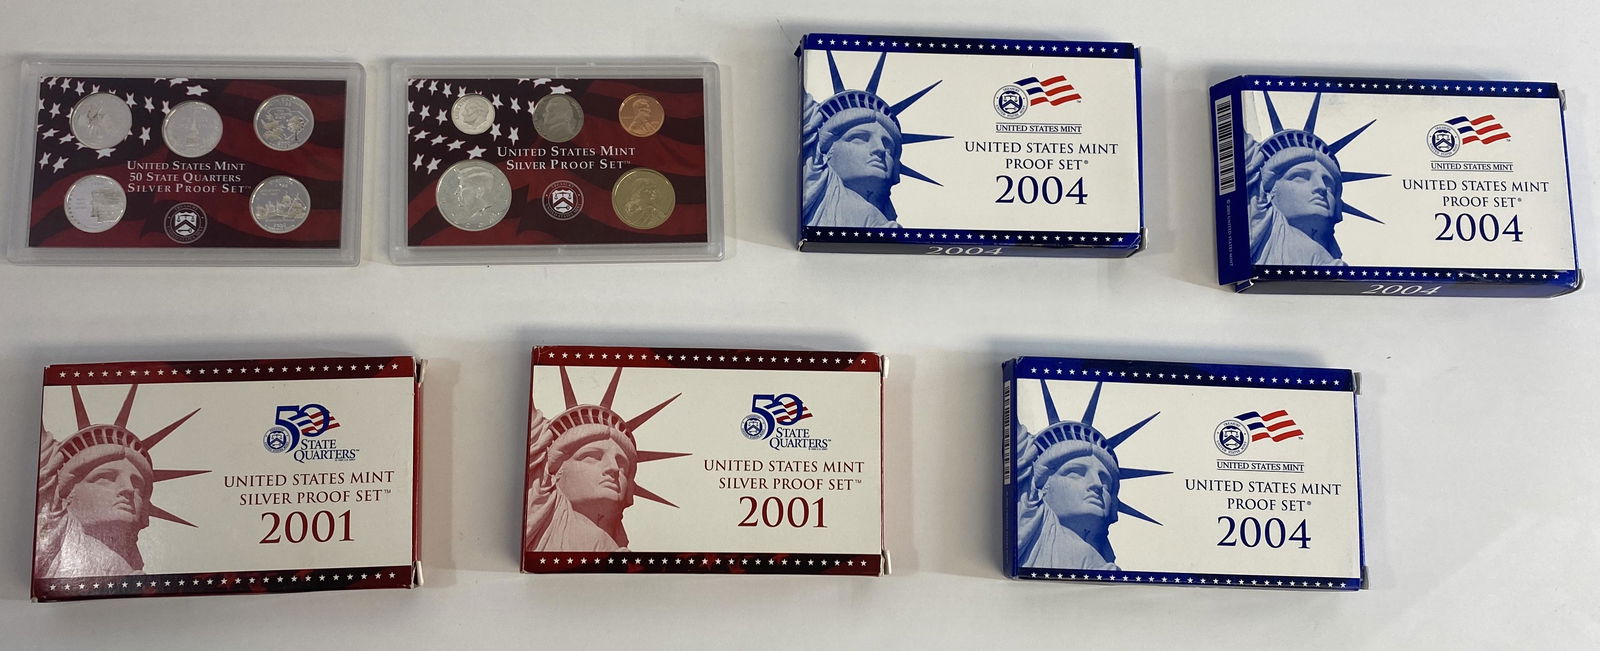 UNITED STATES MINT
50 STATE QUARTERS
SILVER PROOF SET™
UNITED STATES MINT
SILVER PROOF SET™
UNITED STATES MINT
UNITED STATES MINT
PROOF SET®
2004
2004
UNITED STATES MINT
UNITED STATES MINT
PROOF SET®
2004
2004
50
STATE
QUARTERS™
UNITED STATES MINT
SILVER PROOF SET™
2001
50
STATE
QUARTERS™
UNITED STATES MINT
SILVER PROOF SET™
2001
UNITED STATES MINT
UNITED STATES MINT
PROOF SET®
2004